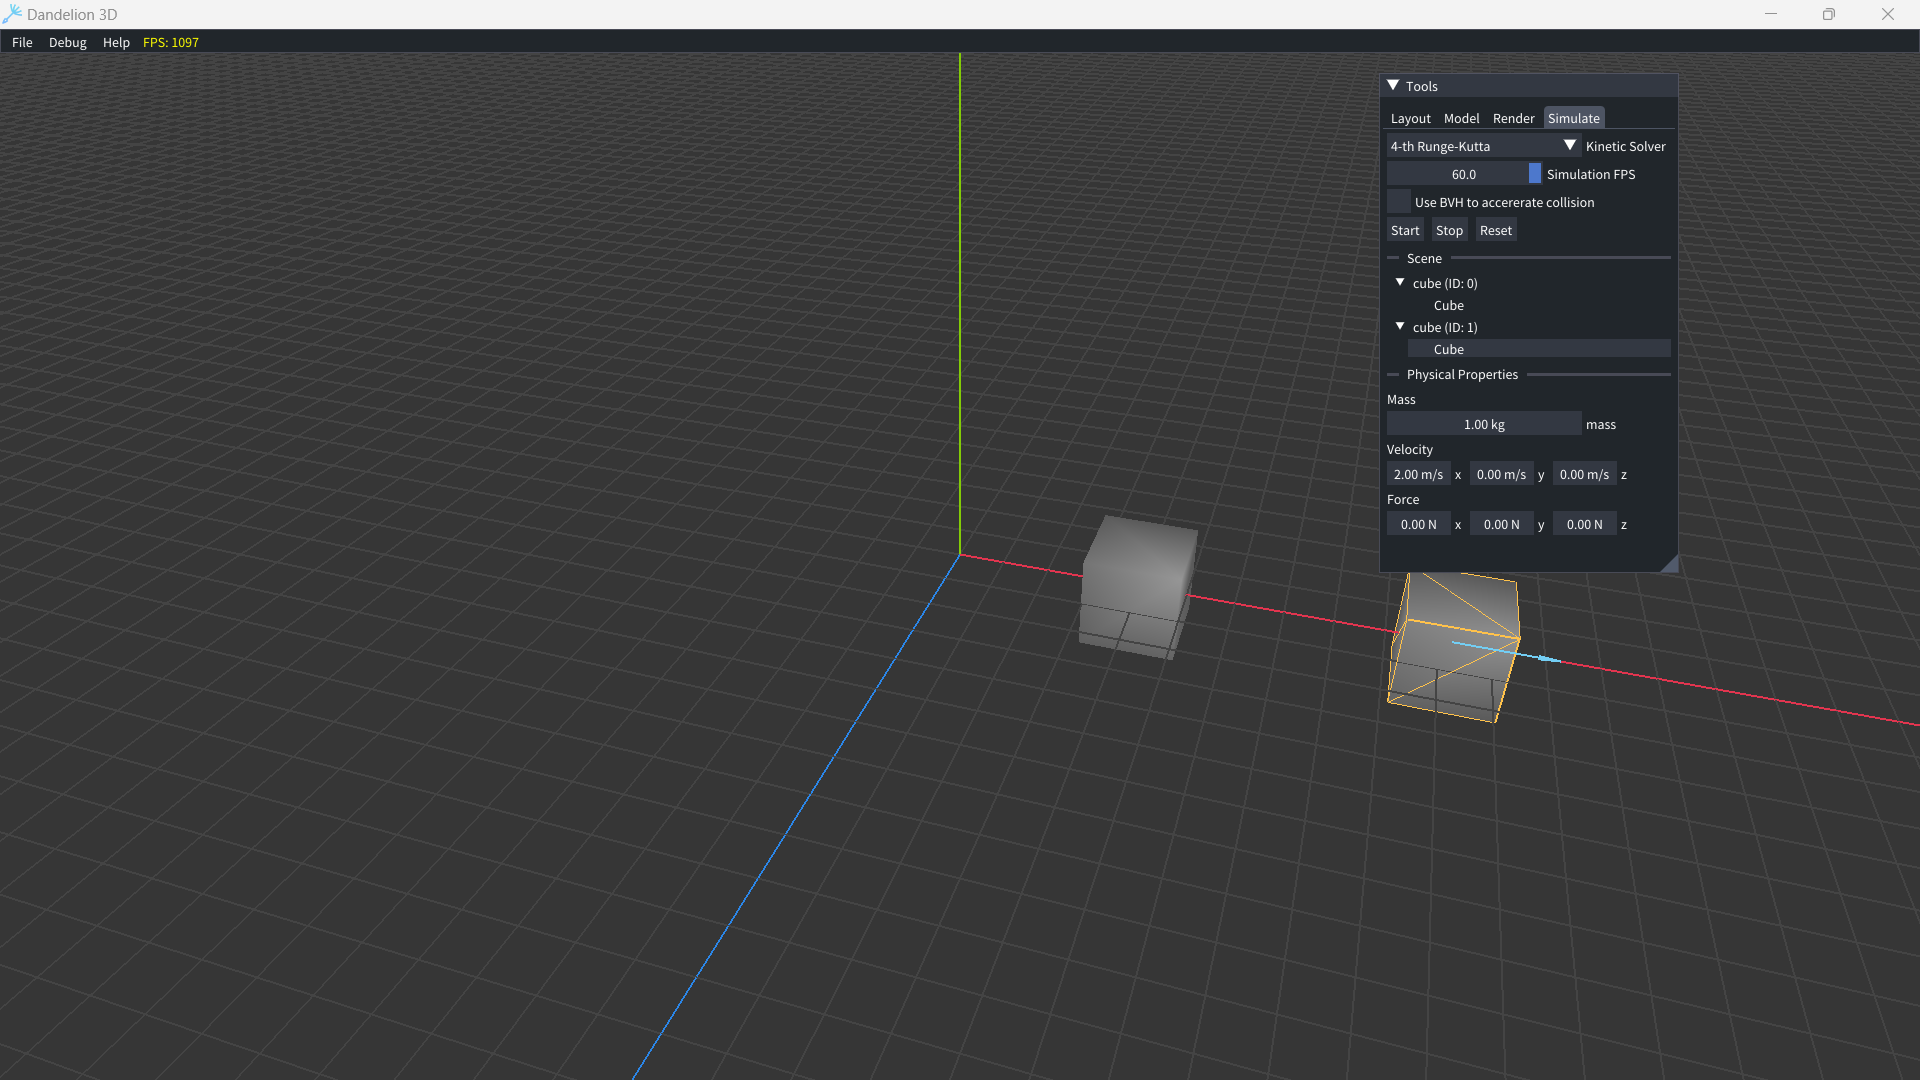 Dandelion 3D
File Debug Help FPS: 1097
Tools
Layout Model Render Simulate
4-th Runge-Kutta Kinetic Solver
60.0 Simulation FPS
Use BVH to accererate collision
Start Stop Reset
Scene
cube (ID: 0)
Cube
cube (ID: 1)
Cube
Physical Properties
Mass
1.00 kg mass
Velocity
2.00 m/s x 0.00 m/s y 0.00 m/s z
Force
0.00 N x 0.00 N y 0.00 N z